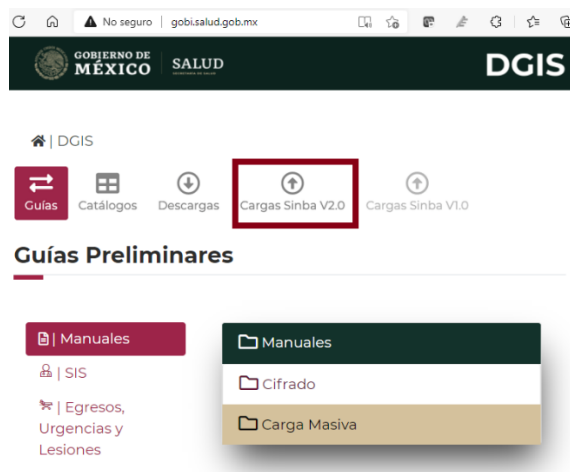 No seguro | gobi.salud.gob.mx
GOBIERNO DE
MÉXICO
SALUD
DGIS
| DGIS
Guías
Catálogos
Descargas
Cargas Sinba V2.0
Cargas Sinba V1.0
Guías Preliminares
| Manuales
| SIS
| Egresos,
Urgencias y
Lesiones
Manuales
Cifrado
Carga Masiva